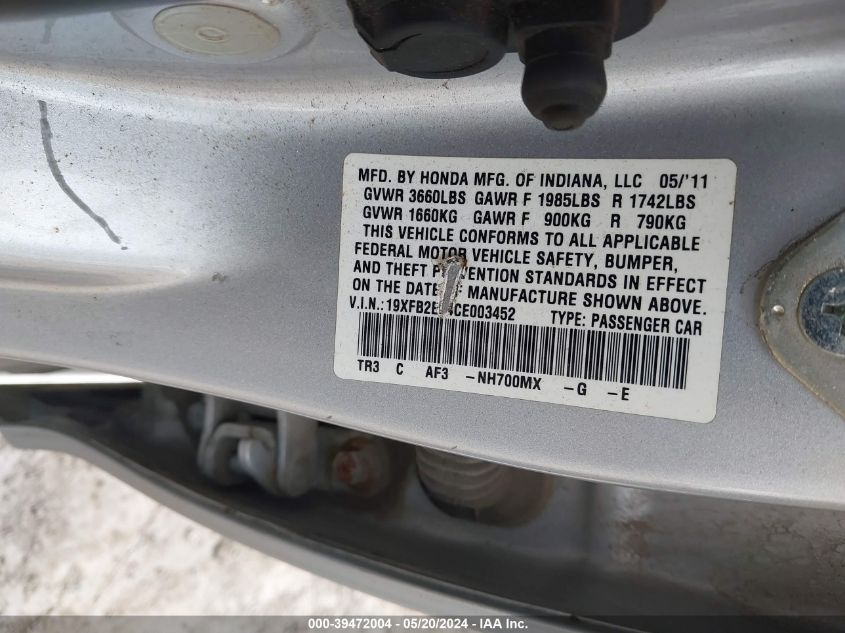 MFD. BY HONDA MFG. OF INDIANA, LLC 05/'11
GVWR 3660LBS GAWR F 1985LBS R 1742LBS
GVWR 1660KG GAWR F 900KG R 790KG
THIS VEHICLE CONFORMS TO ALL APPLICABLE
FEDERAL MOTOR VEHICLE SAFETY, BUMPER,
AND THEFT P ENTION STANDARDS IN EFFECT
ON THE DATE MANUFACTURE SHOWN ABOVE.
V.I.N.: TYPE: PASSENGER CAR
TR3 C AF3 -NH700MX -G -E
000-39472004 - 05/20/2024 - IAA Inc.